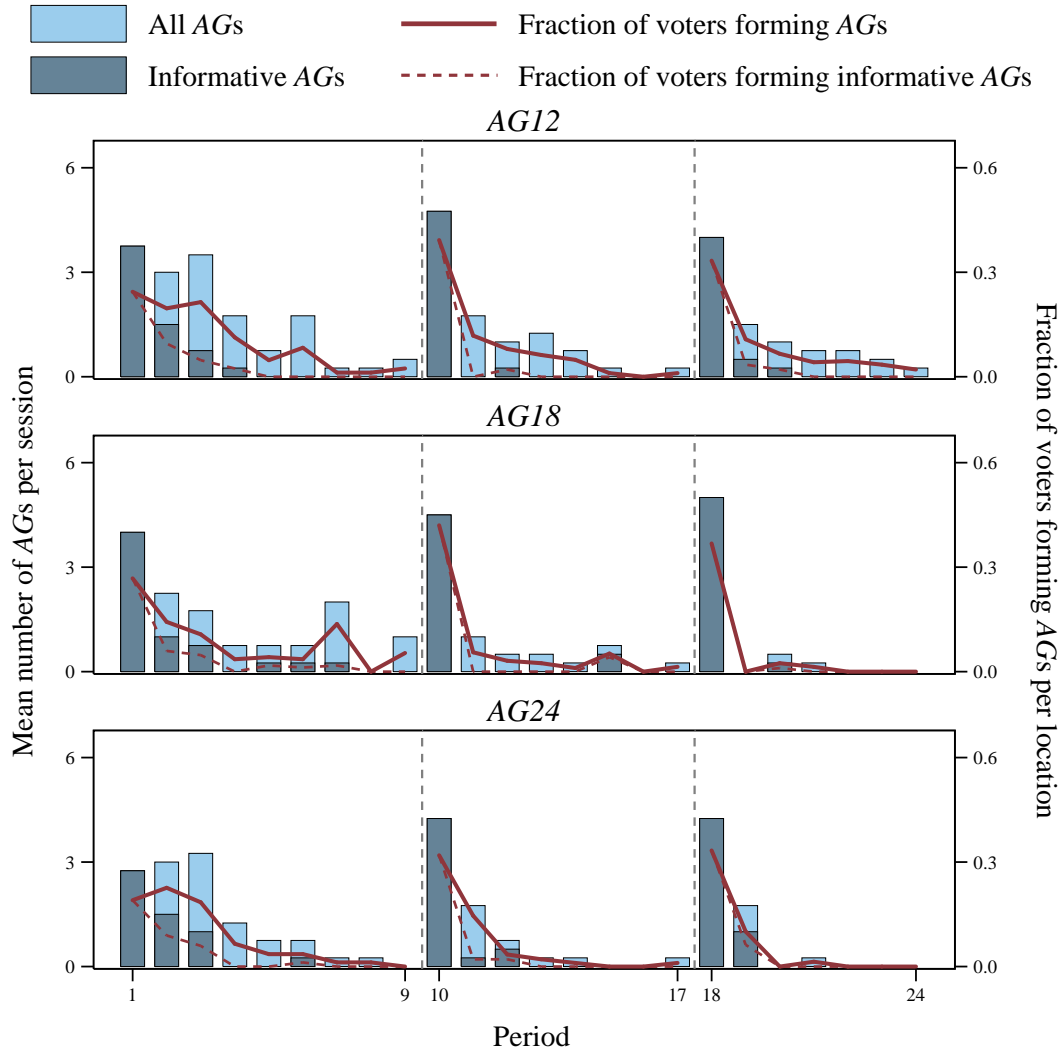 All AGs
Fraction of voters forming AGs
Informative AGs
Fraction of voters forming informative AGs
AG12
6
3
0
0.6
0.3
0.0
AG18
6
3
0
0.6
0.3
0.0
AG24
6
3
0
0.6
0.3
0.0
1
9
10
17
18
24
Period
Mean number of AGs per session
Fraction of voters forming AGs per location